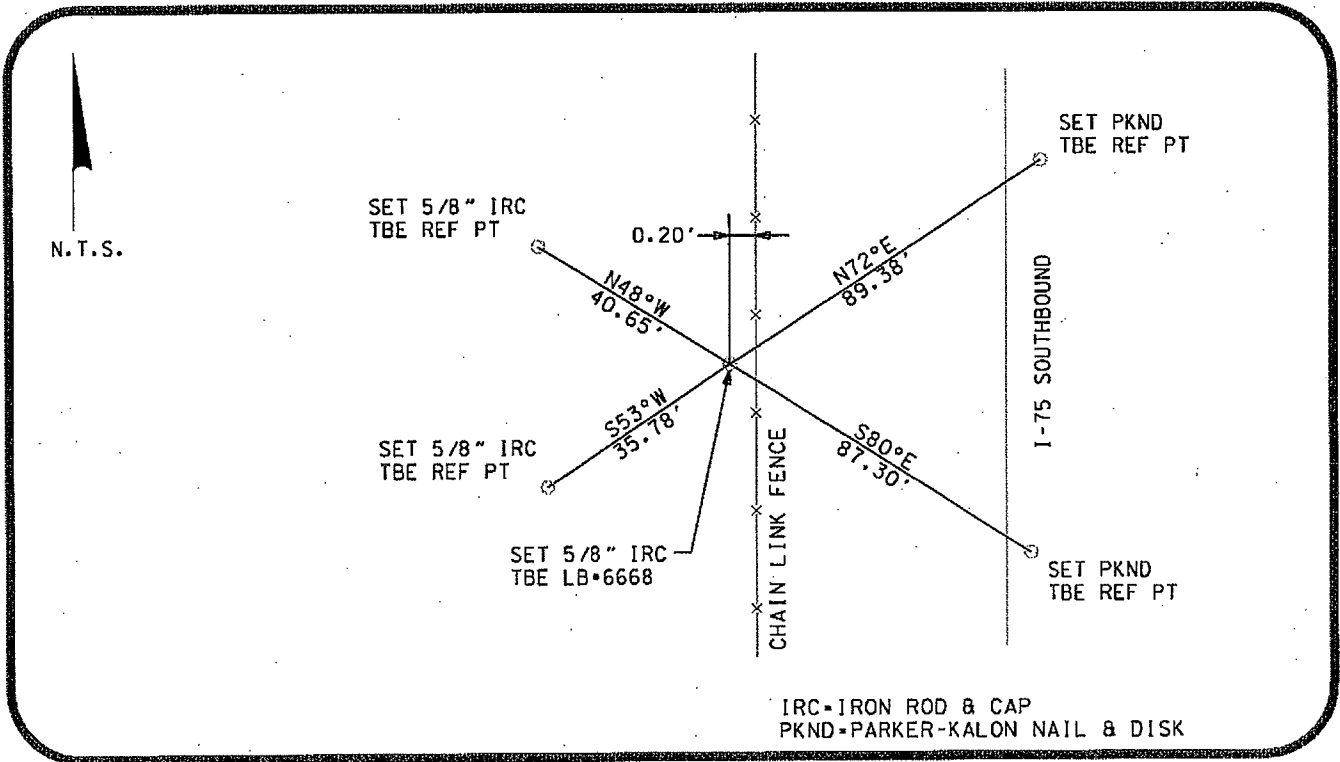 SET PKND
TBE REF PT
SET 5/8" IRC
TBE REF PT
N.T.S.
0.20'
N48°W
40.65'
N72°E
89.38'
I-75 SOUTHBOUND
S53°W
35.78'
SET 5/8" IRC
TBE REF PT
S80°E
87.30'
CHAIN LINK FENCE
SET 5/8" IRC
TBE LB#6668
SET PKND
TBE REF PT
IRC=IRON ROD & CAP
PKND=PARKER-KALON NAIL & DISK